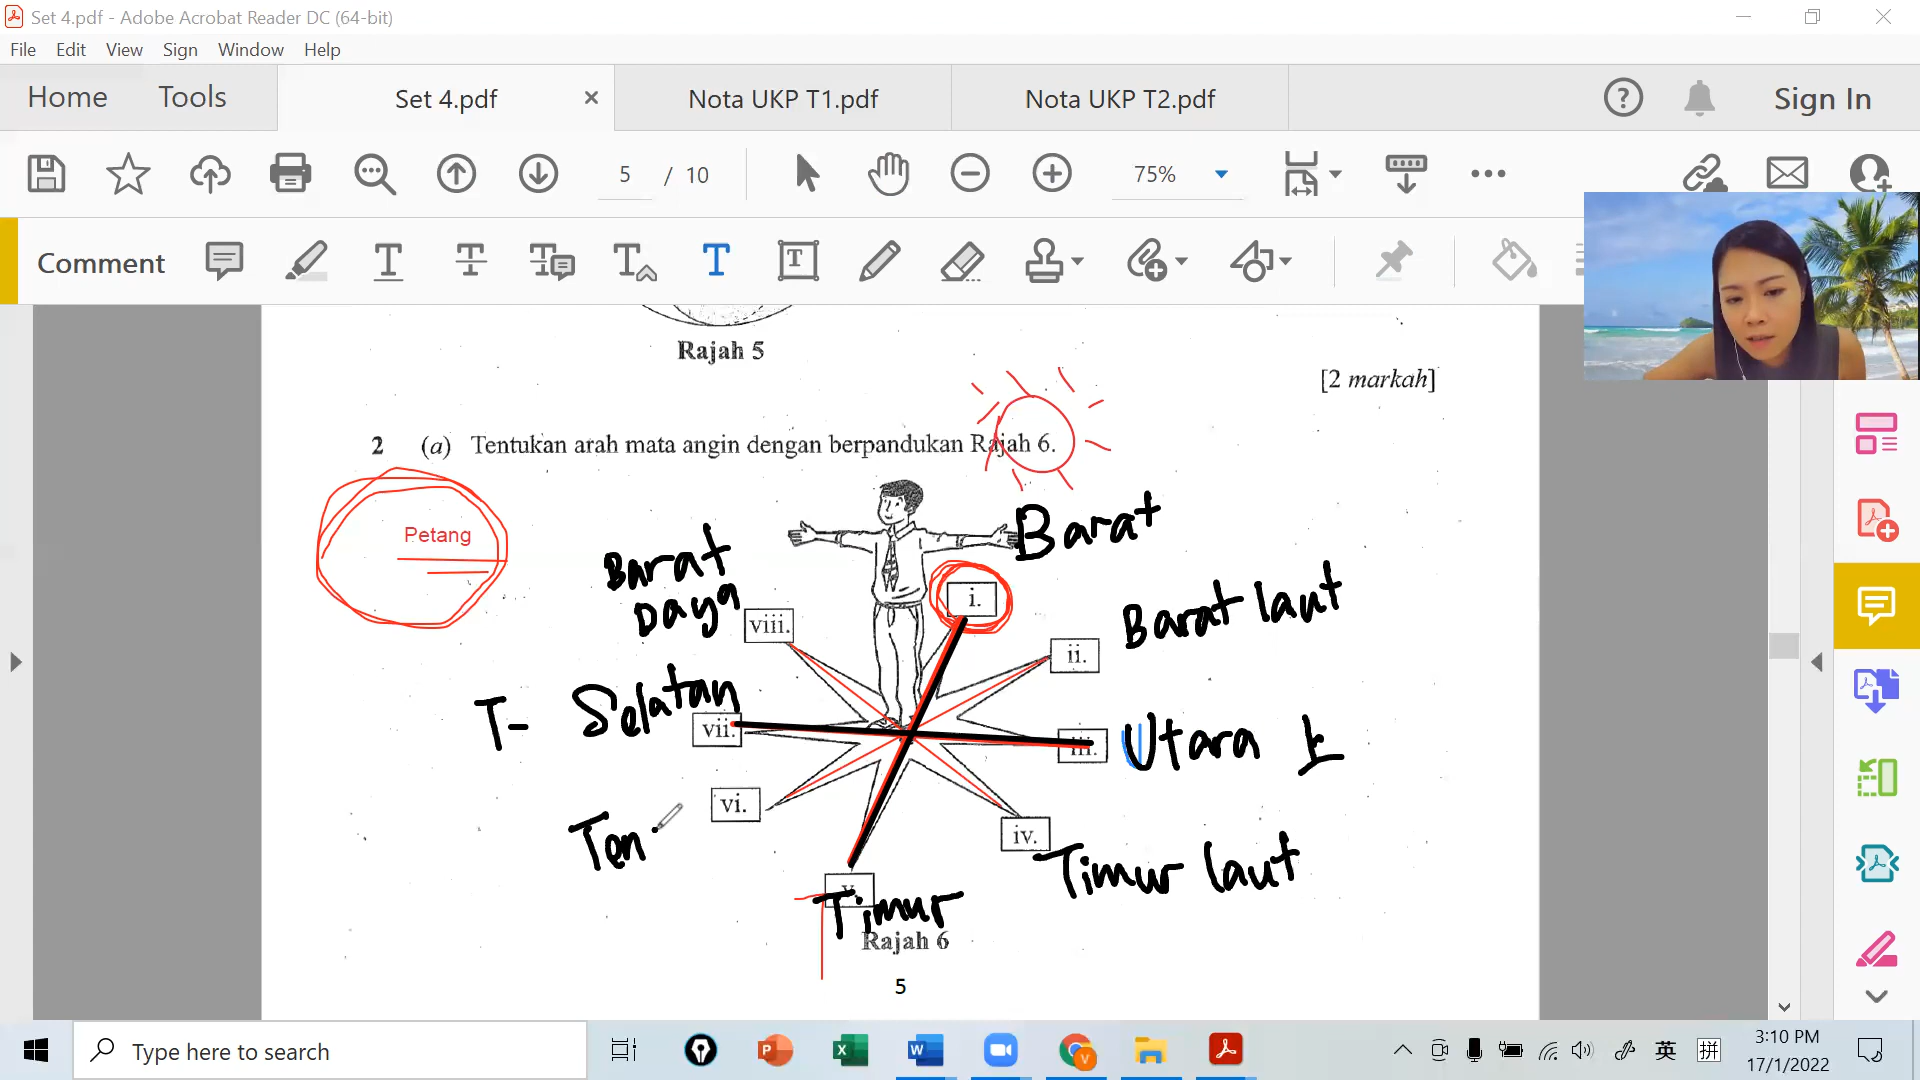 Set 4.pdf - Adobe Acrobat Reader DC (64-bit)
File Edit View Sign Window Help
Home Tools Set 4.pdf Nota UKP T1.pdf Nota UKP T2.pdf Sign In
5 / 10 75%
Comment
Rajah 5
[2 markah]
2 (a) Tentukan arah mata angin dengan berpandukan Rajah 6.
Petang
Barat
Barat
Daya
i.
Barat laut
viii.
ii.
T- Selatan
vii.
iii.
Utara
vi.
Ten
iv.
Timur laut
v.
Timur
Rajah 6
5
Type here to search
英 拼
3:10 PM
17/1/2022